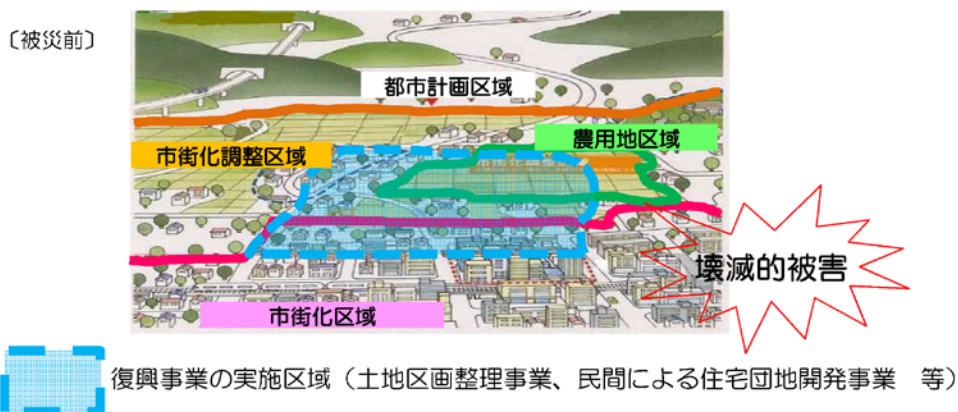 〔被災前〕
都市計画区域
農用地区域
市街化調整区域
壊滅的被害
市街化区域
復興事業の実施区域（土地区画整理事業、民間による住宅団地開発事業　等）